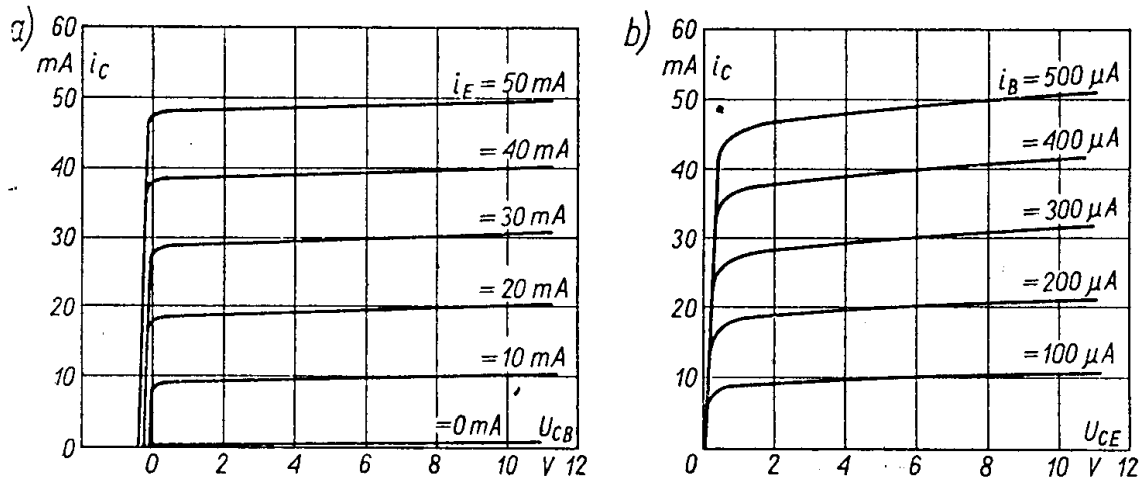 a)
60
mA i_C
50
40
30
20
10
0
i_E = 50 mA
= 40 mA
= 30 mA
= 20 mA
= 10 mA
= 0 mA U_CB
0 2 4 6 8 10 V 12
b)
60
mA i_C
50
40
30
20
10
i_B = 500 µA
= 400 µA
= 300 µA
= 200 µA
= 100 µA
U_CE
0 2 4 6 8 10 V 12